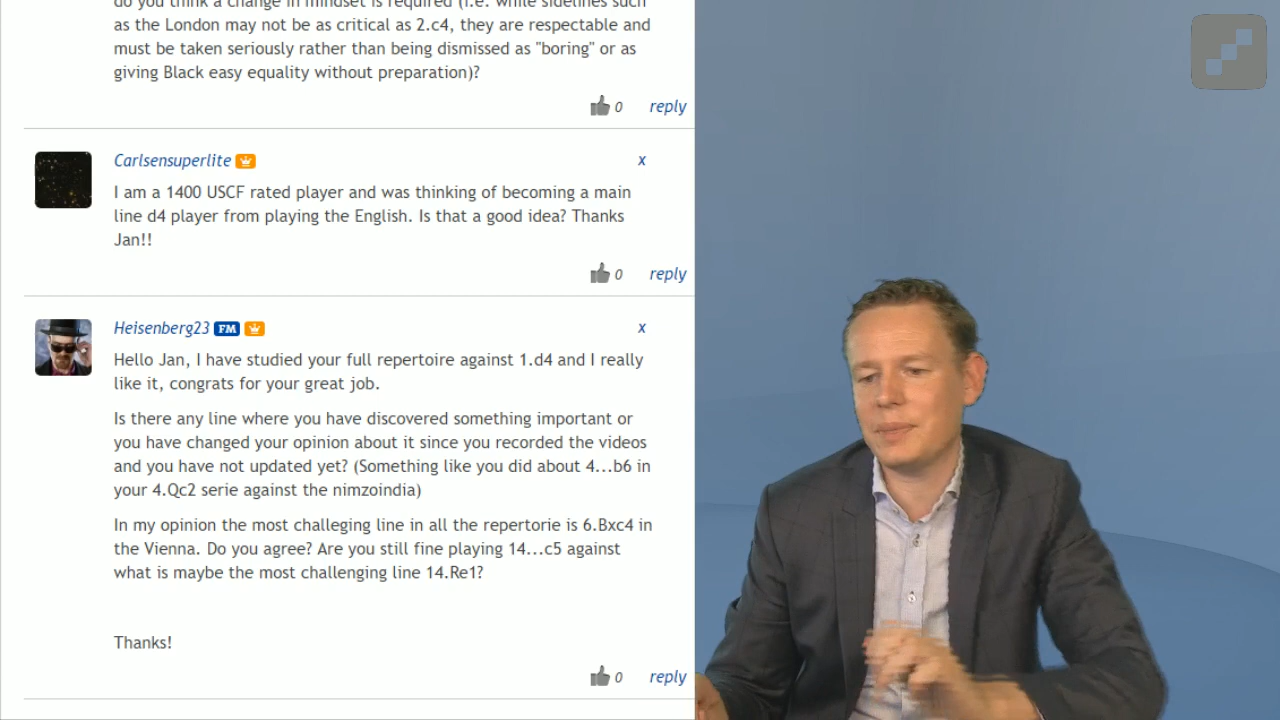 do you think a change in mindset is required (i.e. while sidelines such
as the London may not be as critical as 2.c4, they are respectable and
must be taken seriously rather than being dismissed as "boring" or as
giving Black easy equality without preparation)?
0 reply
Carlsensuperlite x
I am a 1400 USCF rated player and was thinking of becoming a main
line d4 player from playing the English. Is that a good idea? Thanks
Jan!!
0 reply
Heisenberg23 FM x
Hello Jan, I have studied your full repertoire against 1.d4 and I really
like it, congrats for your great job.
Is there any line where you have discovered something important or
you have changed your opinion about it since you recorded the videos
and you have not updated yet? (Something like you did about 4...b6 in
your 4.Qc2 serie against the nimzoindia)
In my opinion the most challeging line in all the repertorie is 6.Bxc4 in
the Vienna. Do you agree? Are you still fine playing 14...c5 against
what is maybe the most challenging line 14.Re1?
Thanks!
0 reply